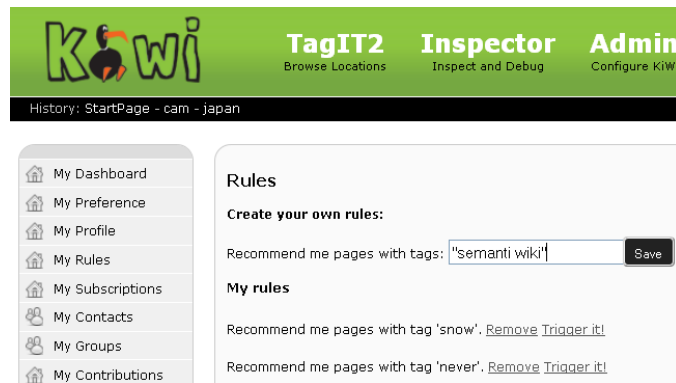 KiWi
TagIT2 Inspector Admin
Browse Locations Inspect and Debug Configure KiW
History: StartPage - cam - japan
My Dashboard
My Preference
My Profile
My Rules
My Subscriptions
My Contacts
My Groups
My Contributions
Rules
Create your own rules:
Recommend me pages with tags: "semanti wiki" Save
My rules
Recommend me pages with tag 'snow'. Remove Trigger it!
Recommend me pages with tag 'never'. Remove Trigger it!